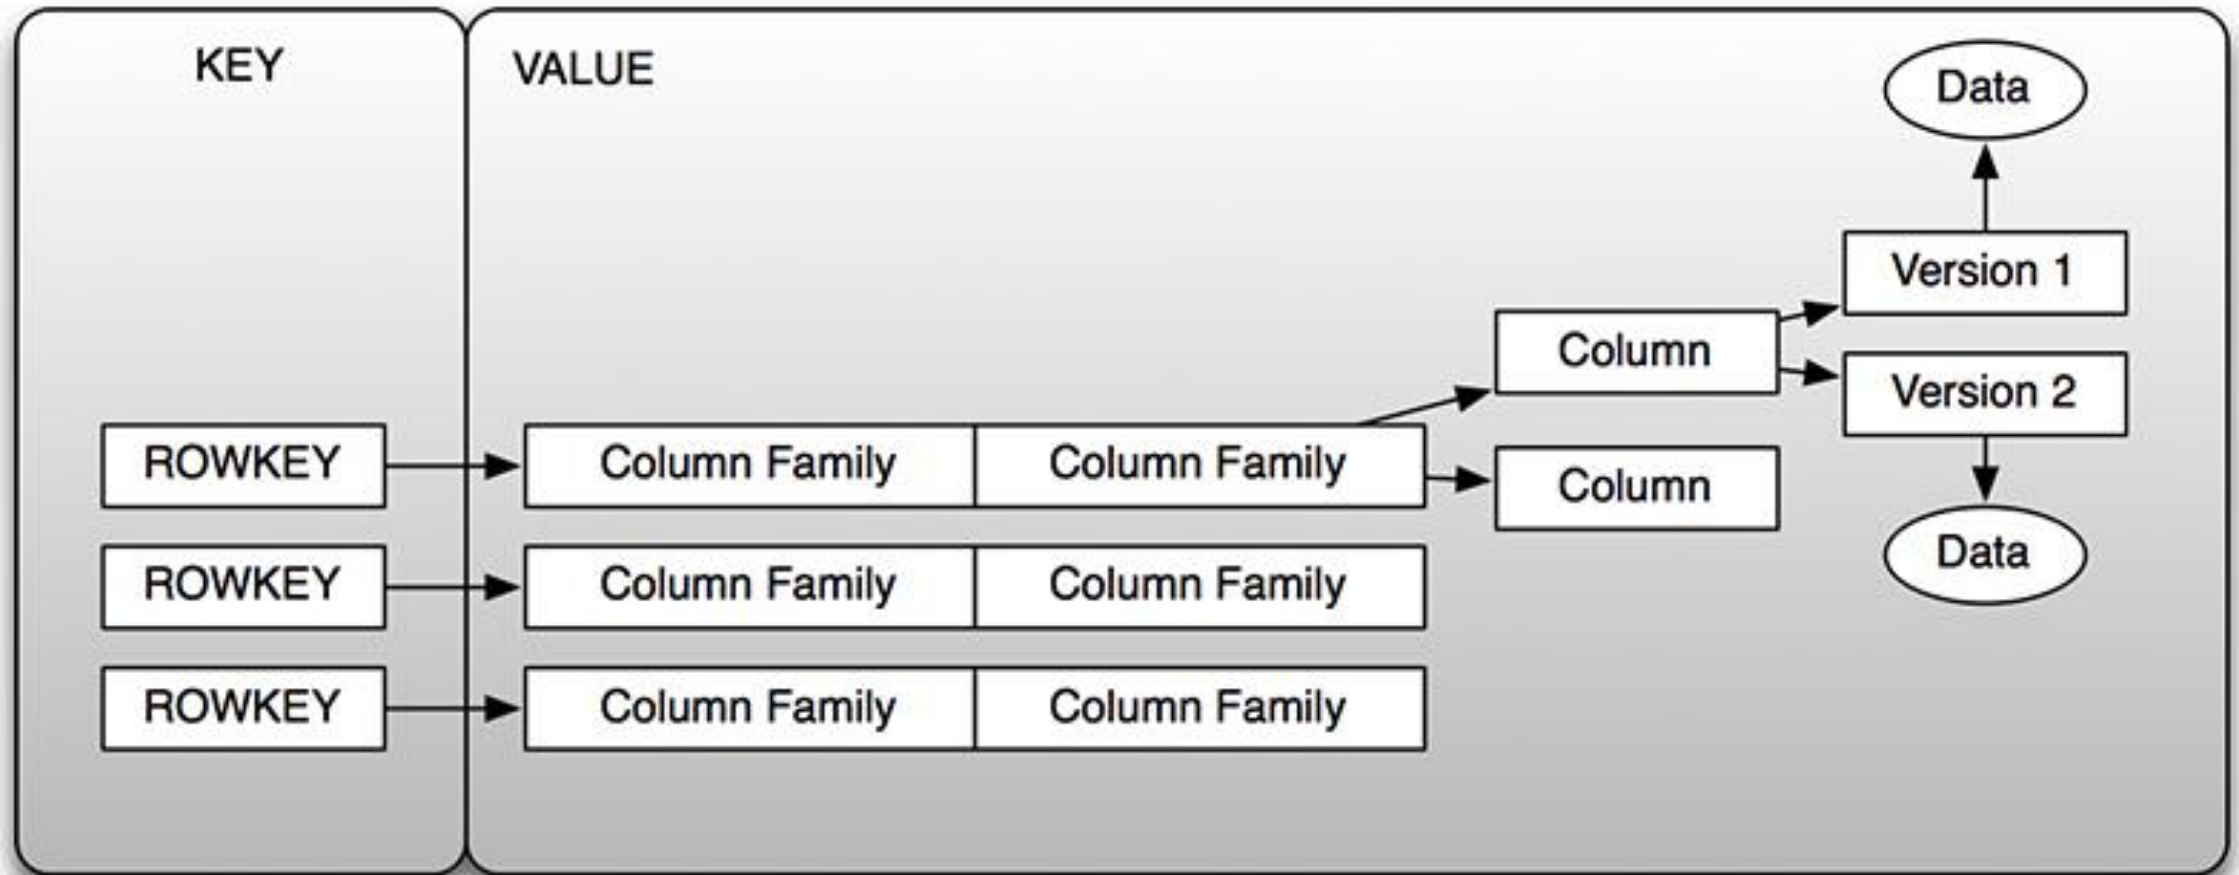 KEY
VALUE
Data
Version 1
Column
Version 2
ROWKEY
Column Family
Column Family
Column
Data
ROWKEY
Column Family
Column Family
ROWKEY
Column Family
Column Family